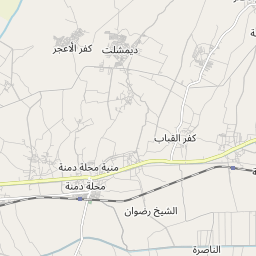 كفر الأعجر
ديمشلت
كفر القباب
منية محلة دمنة
محلة دمنة
الشيخ رضوان
الناصرة